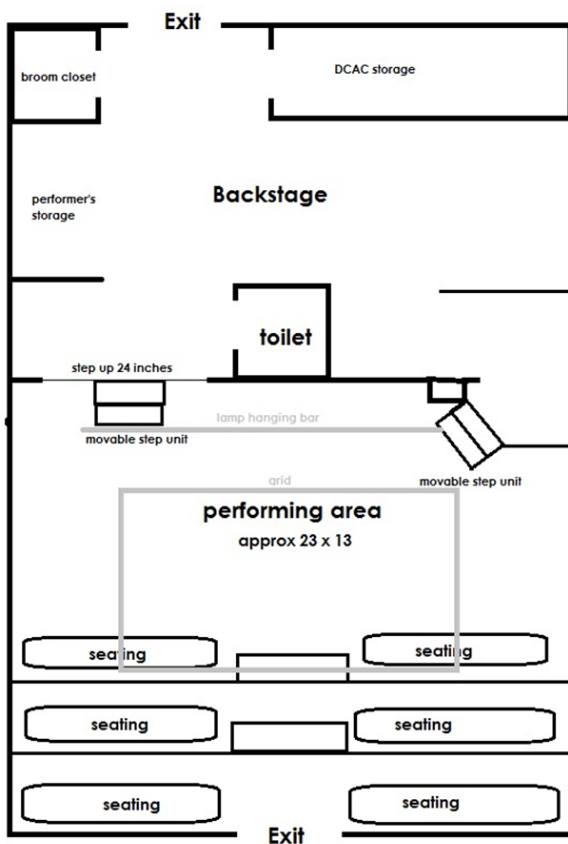 Exit
broom closet
DCAC storage
performer's
storage
Backstage
toilet
step up 24 inches
lamp hanging bar
movable step unit
movable step unit
grid
performing area
approx 23 x 13
seating
seating
seating
seating
seating
seating
Exit